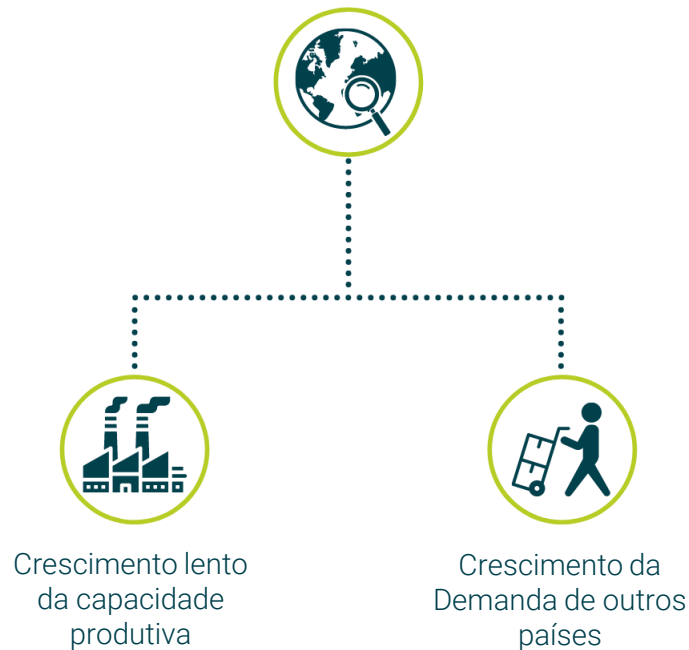 Crescimento lento
da capacidade
produtiva
Crescimento da
Demanda de outros
países